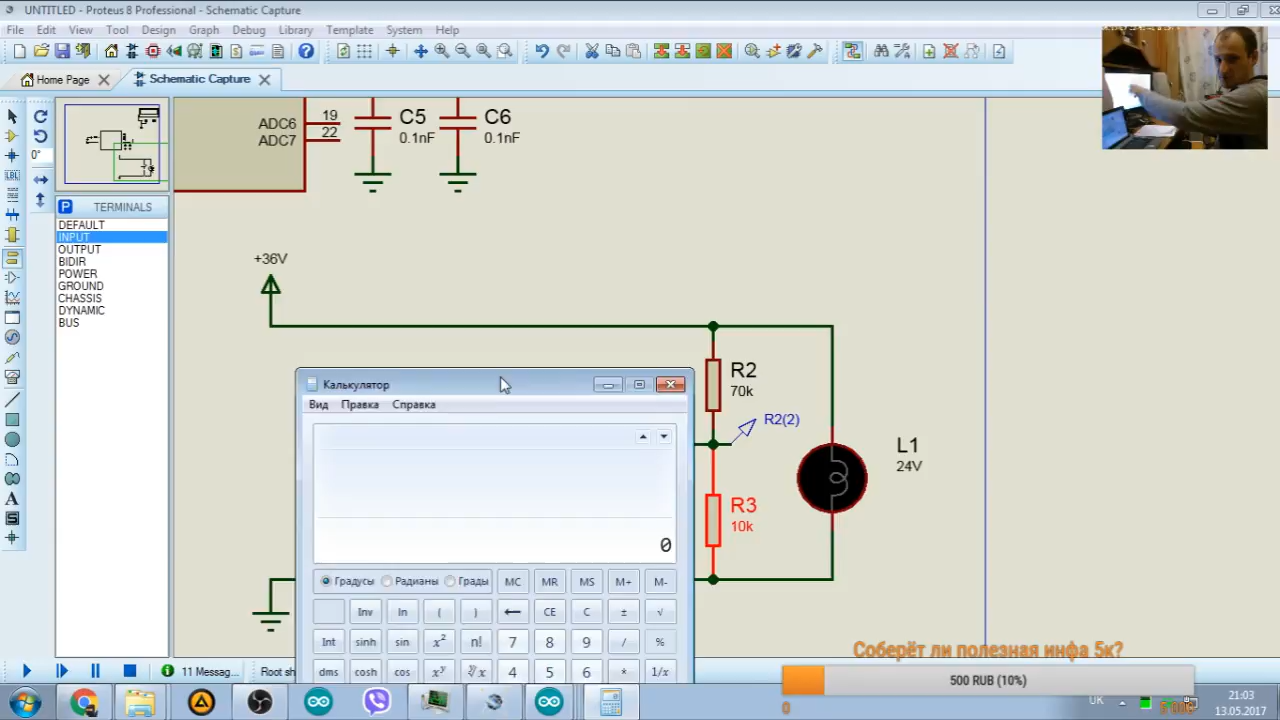 UNTITLED - Proteus 8 Professional - Schematic Capture
File Edit View Tool Design Graph Debug Library Template System Help
Home Page
Schematic Capture
0°
LBL
P TERMINALS
DEFAULT
INPUT
OUTPUT
BIDIR
POWER
GROUND
CHASSIS
DYNAMIC
BUS
A
S
ADC6 19
ADC7 22
C5
0.1nF
C6
0.1nF
+36V
R2
70k
R2(2)
R3
10k
L1
24V
Калькулятор
Вид Правка Справка
0
Градусы Радианы Грады MC MR MS M+ M-
Inv ln ( ) ← CE C ± √
Int sinh sin x² n! 7 8 9 / %
dms cosh cos xʸ ʸ√x 4 5 6 * 1/x
11 Messag...
Root sh
Соберёт ли полезная инфа 5к?
500 RUB (10%)
0
UK
21:03
13.05.2017